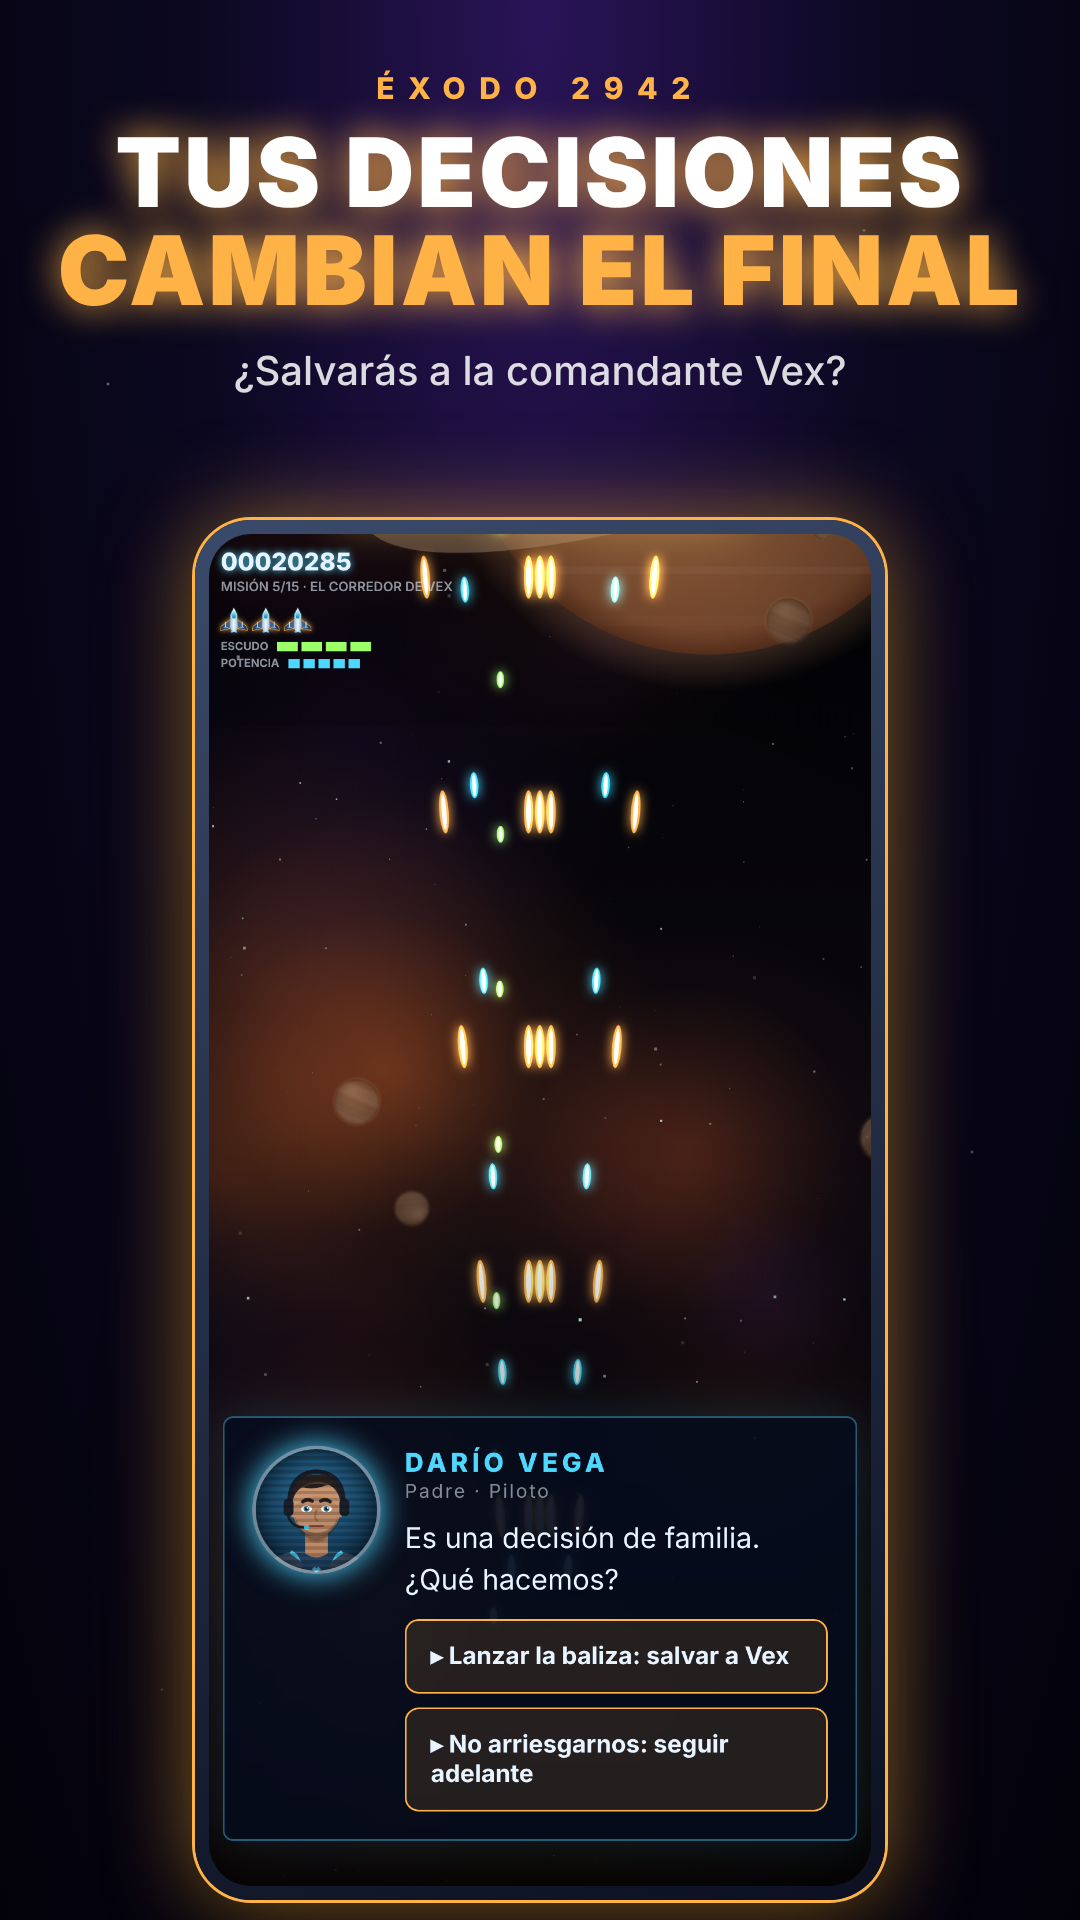 ÉXODO 2942
TUS DECISIONES
CAMBIAN EL FINAL
¿Salvarás a la comandante Vex?
00020285
MISIÓN 5/15 · EL CORREDOR DE VEX
ESCUDO
POTENCIA
DARÍO VEGA
Padre · Piloto
Es una decisión de familia.
¿Qué hacemos?
▸ Lanzar la baliza: salvar a Vex
▸ No arriesgarnos: seguir
adelante